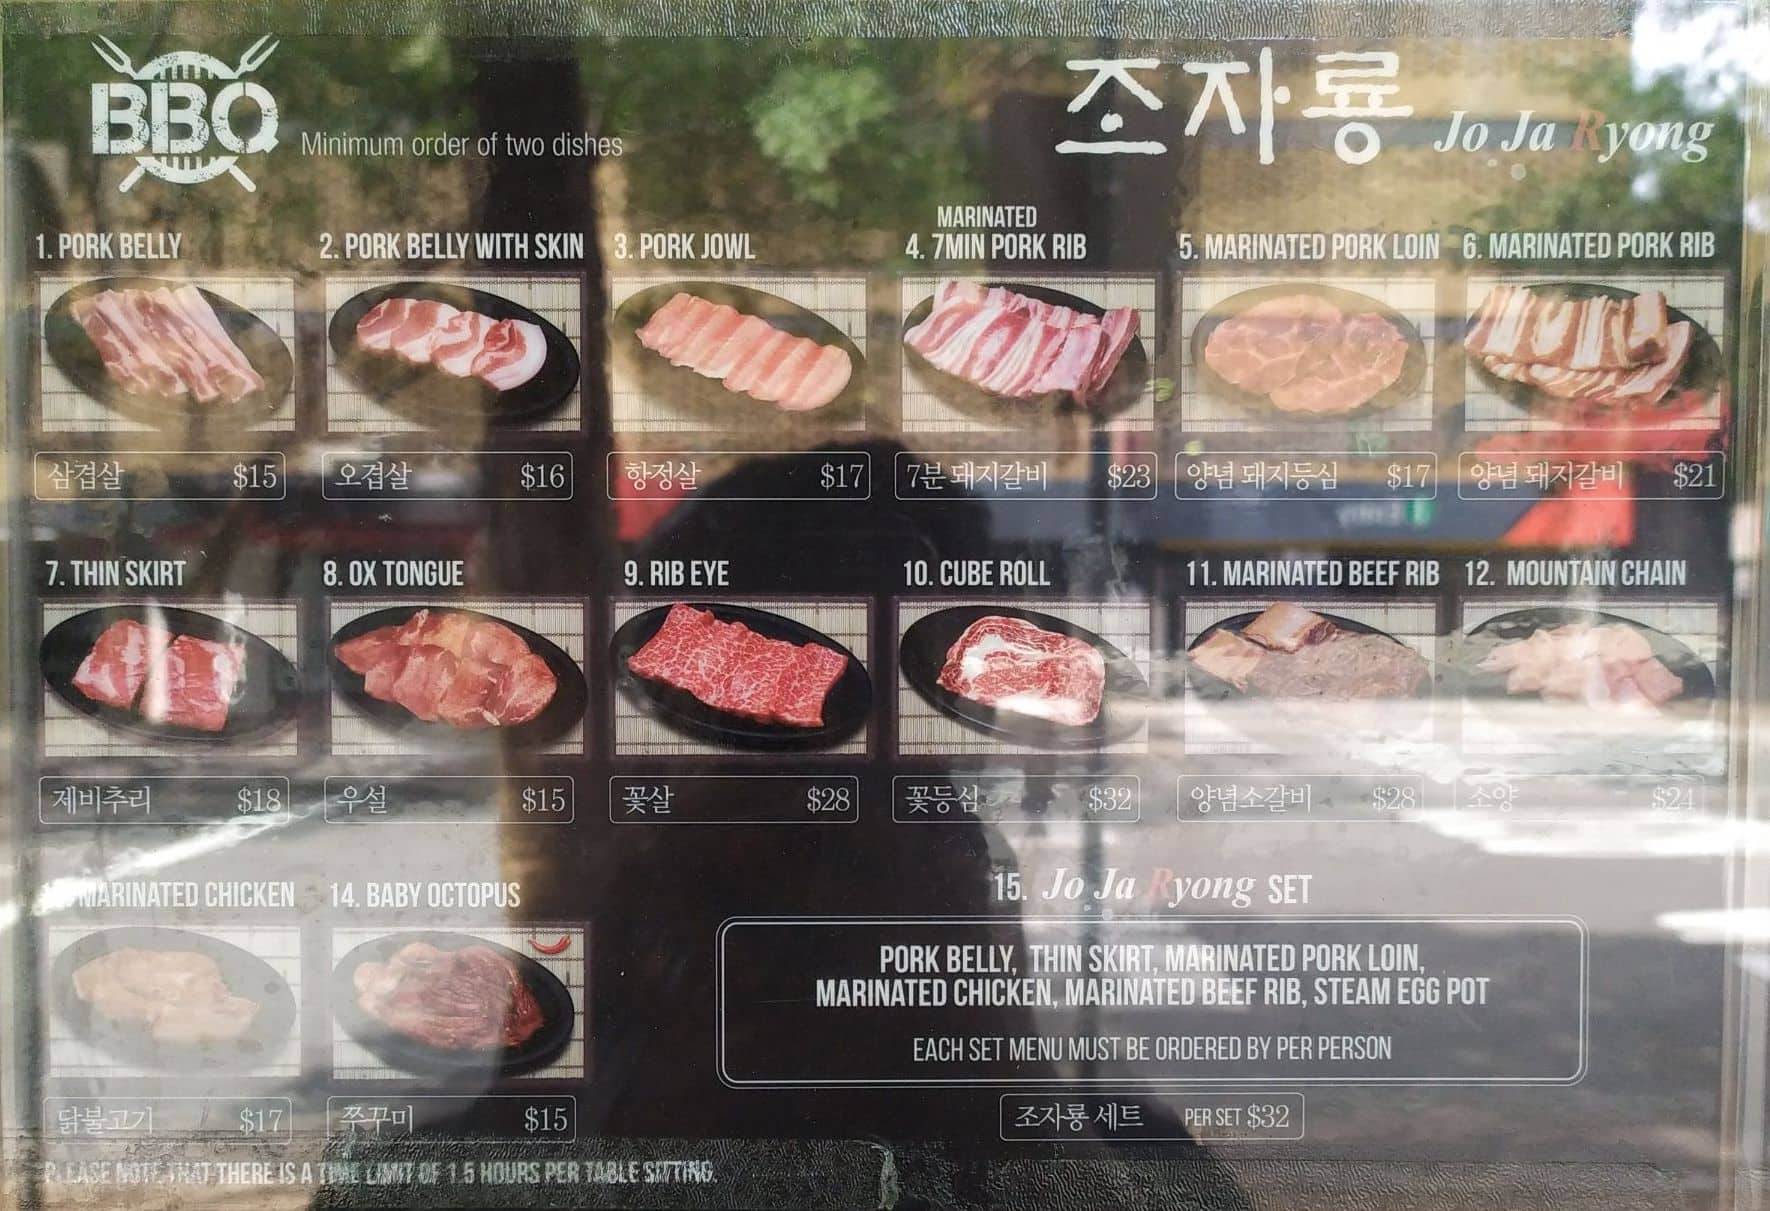 BBQ
Minimum order of two dishes
조자룡 Jo Ja Ryong
1. PORK BELLY
삼겹살 $15
2. PORK BELLY WITH SKIN
오겹살 $16
3. PORK JOWL
항정살 $17
MARINATED
4. 7MIN PORK RIB
7분 돼지갈비 $23
5. MARINATED PORK LOIN
양념 돼지등심 $17
6. MARINATED PORK RIB
양념 돼지갈비 $21
7. THIN SKIRT
제비추리 $18
8. OX TONGUE
우설 $15
9. RIB EYE
꽃살 $28
10. CUBE ROLL
꽃등심 $32
11. MARINATED BEEF RIB
양념소갈비 $28
12. MOUNTAIN CHAIN
소양 $24
MARINATED CHICKEN
닭불고기 $17
14. BABY OCTOPUS
쭈꾸미 $15
15. Jo Ja Ryong SET
PORK BELLY, THIN SKIRT, MARINATED PORK LOIN,
MARINATED CHICKEN, MARINATED BEEF RIB, STEAM EGG POT
EACH SET MENU MUST BE ORDERED BY PER PERSON
조자룡 세트 PER SET $32
PLEASE NOTE THAT THERE IS A TIME LIMIT OF 1.5 HOURS PER TABLE SITTING.